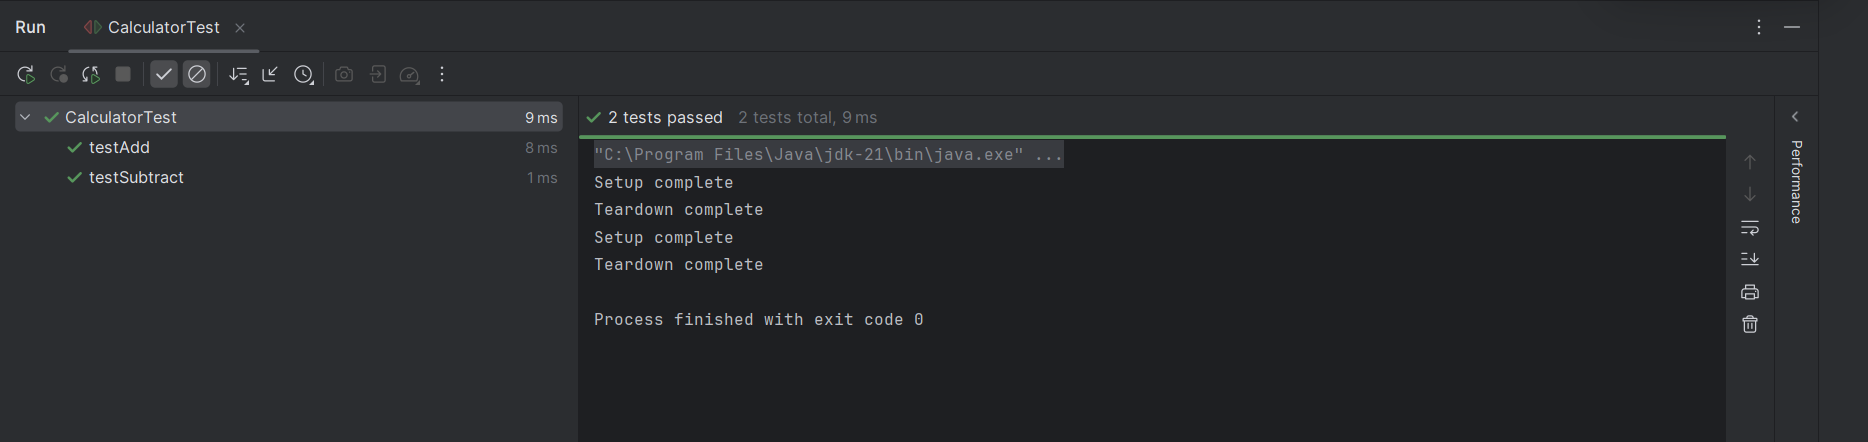 Run CalculatorTest
CalculatorTest 9 ms
testAdd 8 ms
testSubtract 1 ms
2 tests passed 2 tests total, 9 ms
"C:\Program Files\Java\jdk-21\bin\java.exe" ...
Setup complete
Teardown complete
Setup complete
Teardown complete
Process finished with exit code 0
Performance